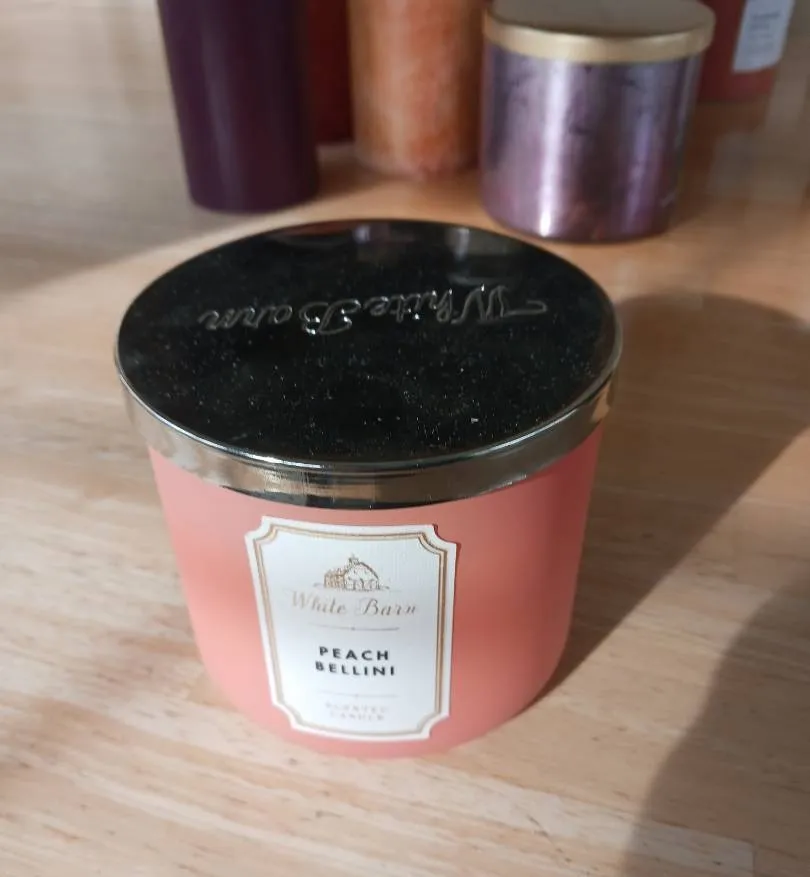 White Barn
White Barn
PEACH
BELLINI
SCENTED
CANDLE